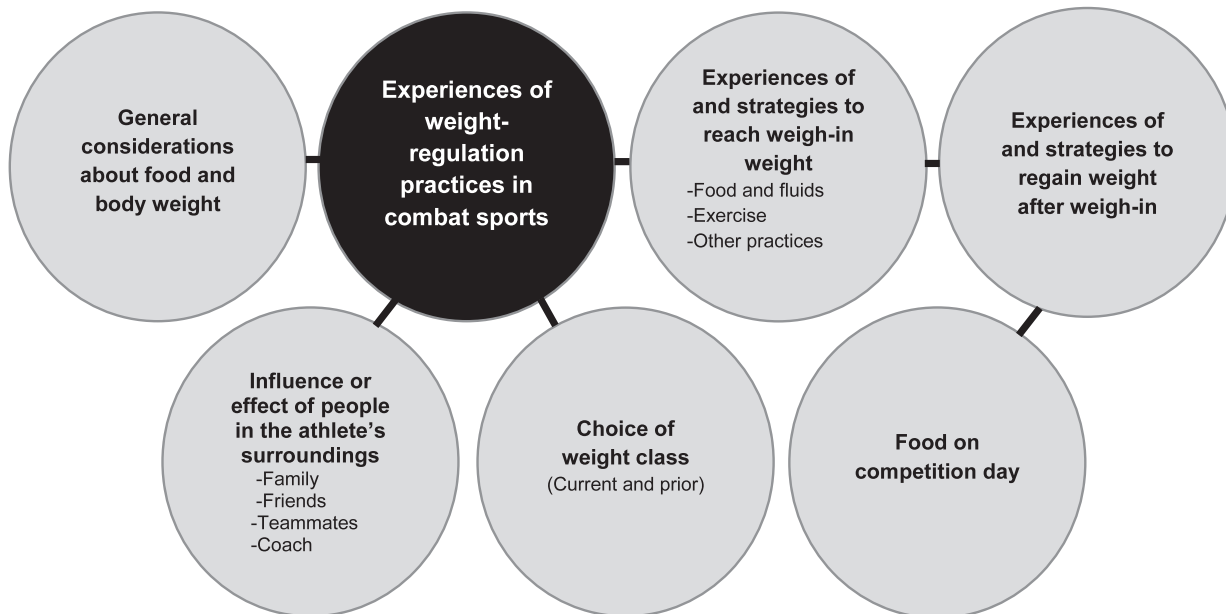 General
considerations
about food and
body weight
Experiences of
weight-
regulation
practices in
combat sports
Experiences of
and strategies to
reach weigh-in
weight
-Food and fluids
-Exercise
-Other practices
Experiences of
and strategies to
regain weight
after weigh-in
Influence or
effect of people
in the athlete’s
surroundings
-Family
-Friends
-Teammates
-Coach
Choice of
weight class
(Current and prior)
Food on
competition day